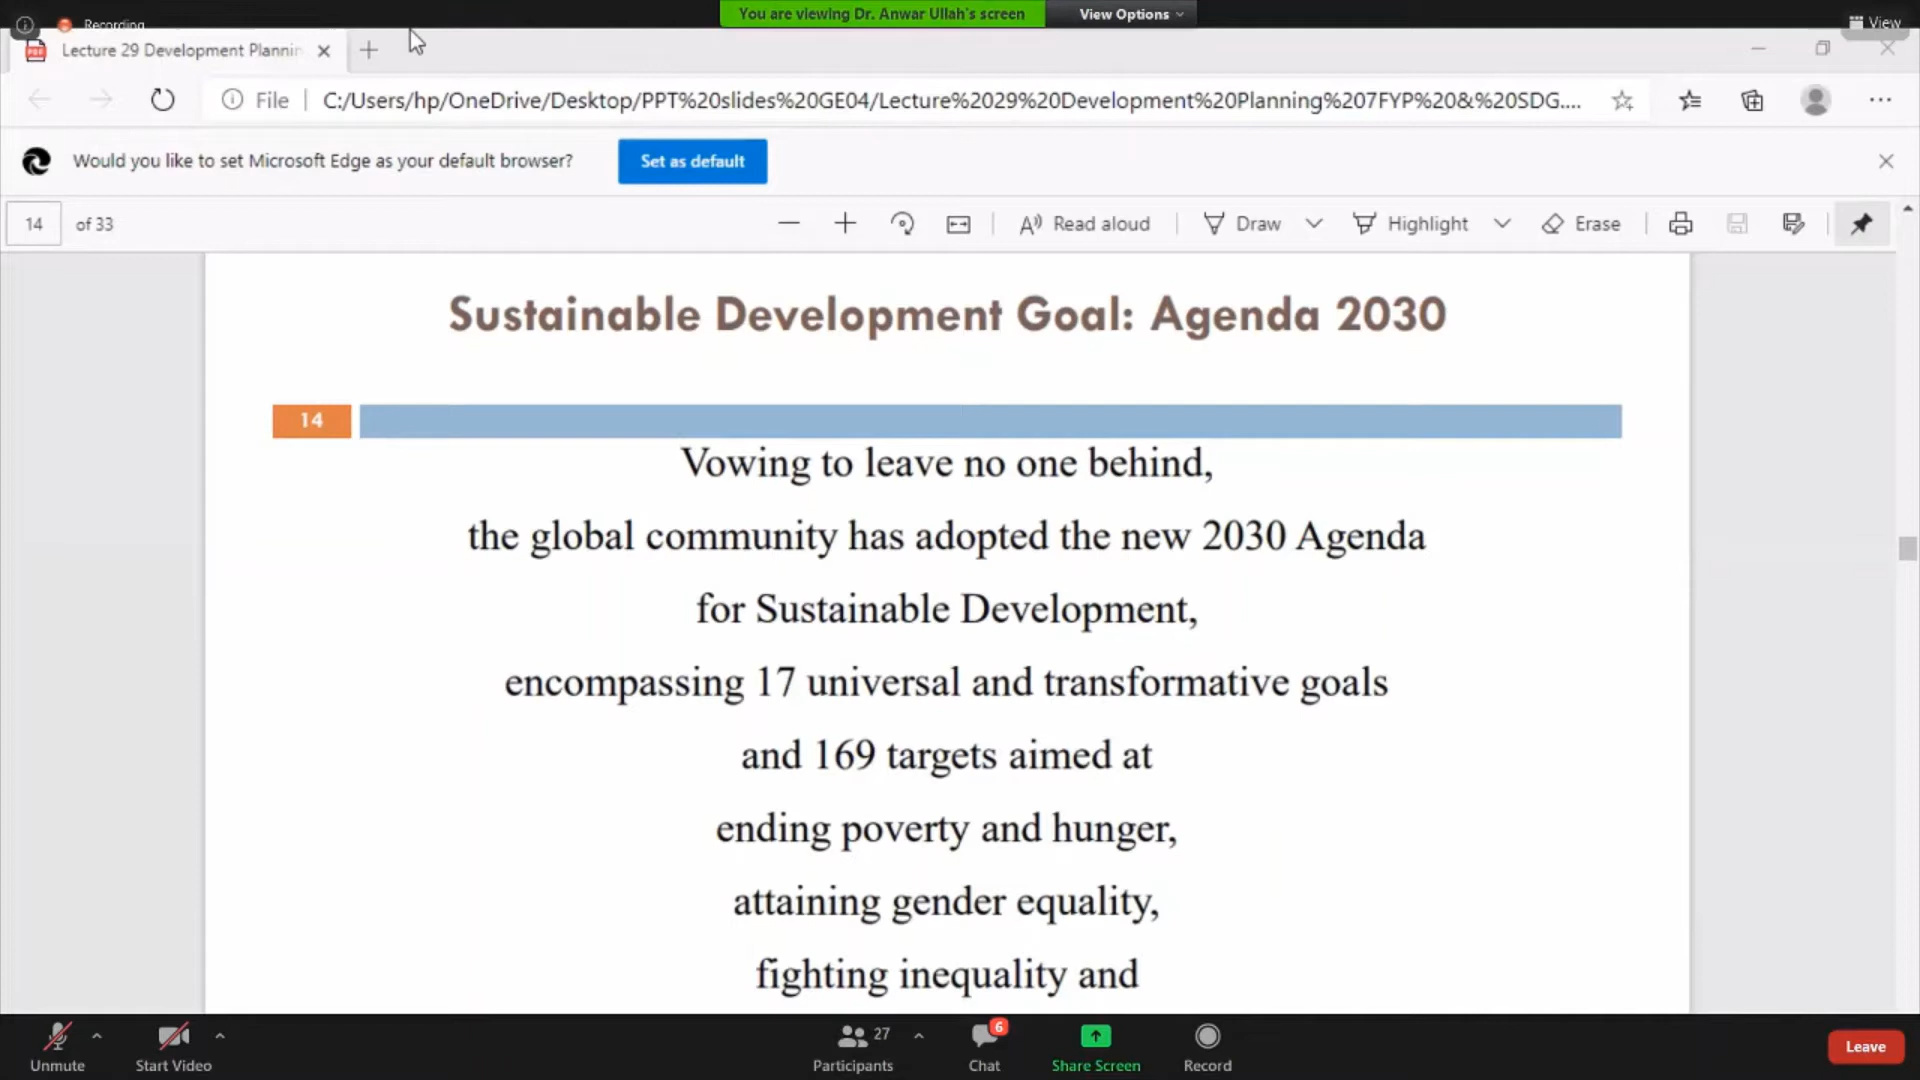 You are viewing Dr. Anwar Ullah's screen
View Options
Recording
View
Lecture 29 Development Plannin
File
C:/Users/hp/OneDrive/Desktop/PPT%20slides%20GE04/Lecture%2029%20Development%20Planning%207FYP%20&%20SDG....
Would you like to set Microsoft Edge as your default browser?
Set as default
14 of 33
Read aloud
Draw
Highlight
Erase
Sustainable Development Goal: Agenda 2030
14
Vowing to leave no one behind,
the global community has adopted the new 2030 Agenda
for Sustainable Development,
encompassing 17 universal and transformative goals
and 169 targets aimed at
ending poverty and hunger,
attaining gender equality,
fighting inequality and
Unmute
Start Video
27
Participants
6
Chat
Share Screen
Record
Leave